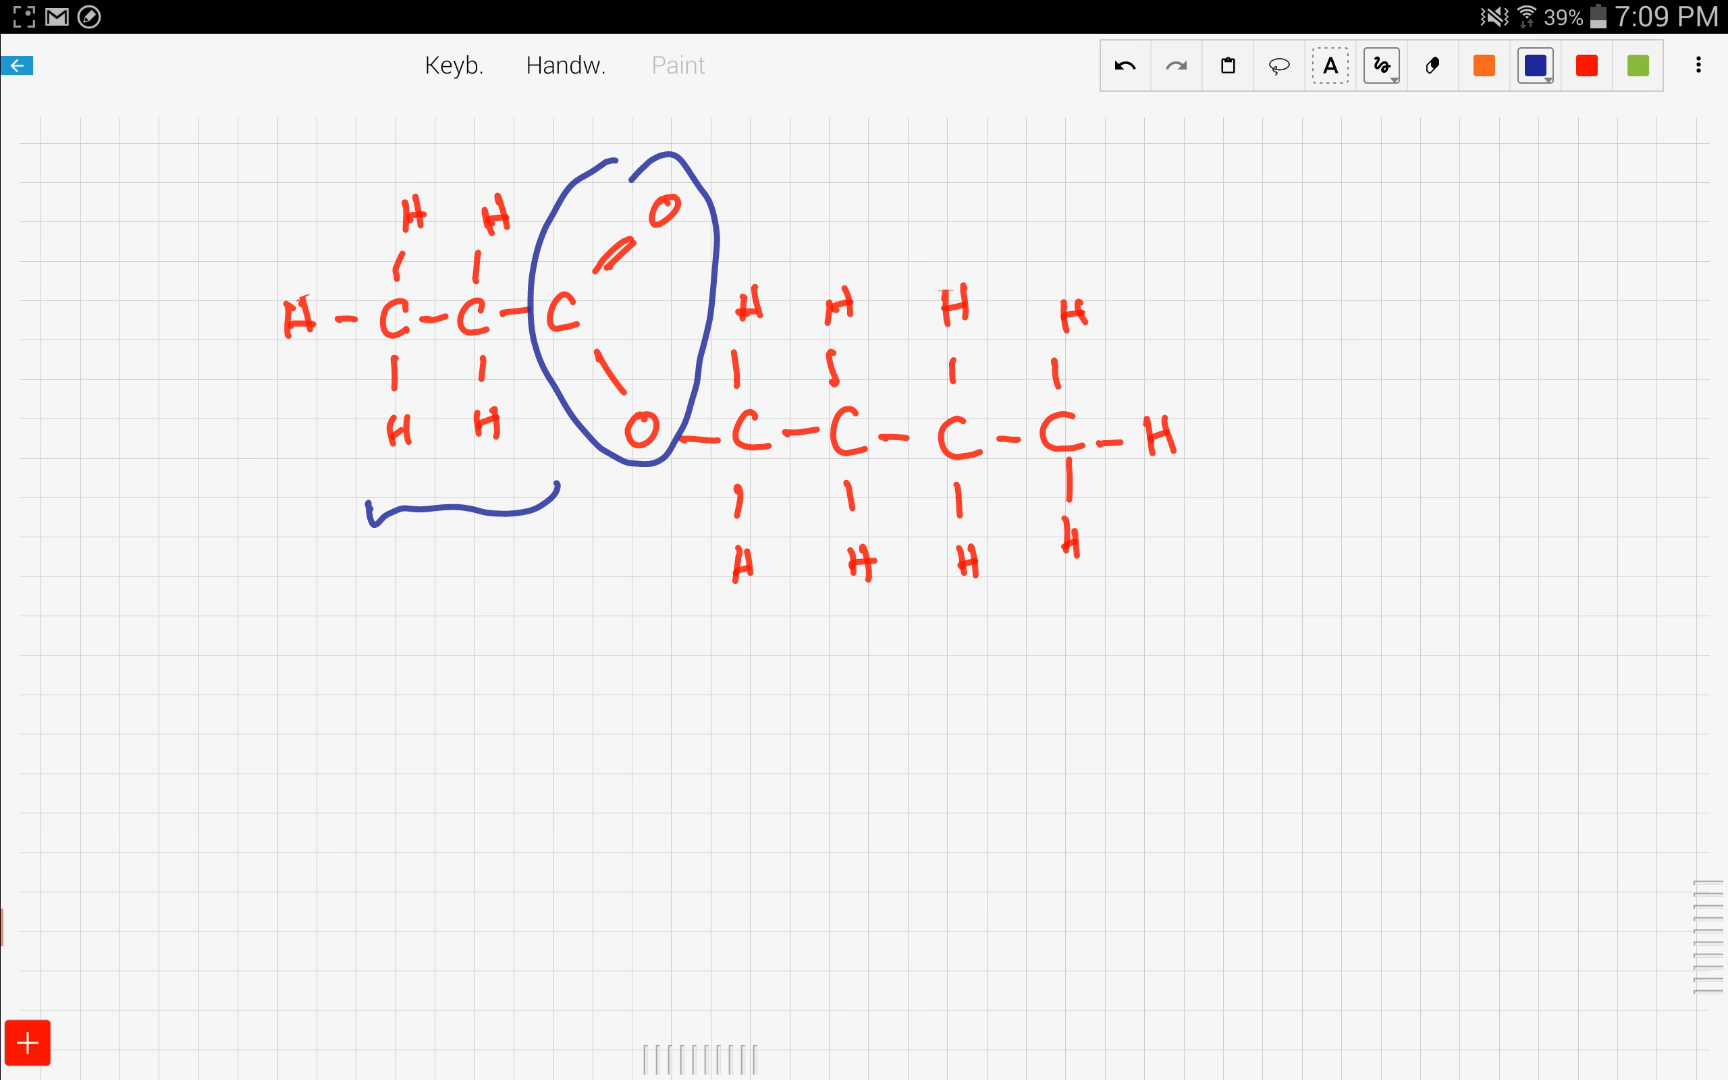 39% 7:09 PM
Keyb. Handw. Paint A
O
H H
H - C - C - C
H H H H
H H O - C - C - C - C - H
H H H H